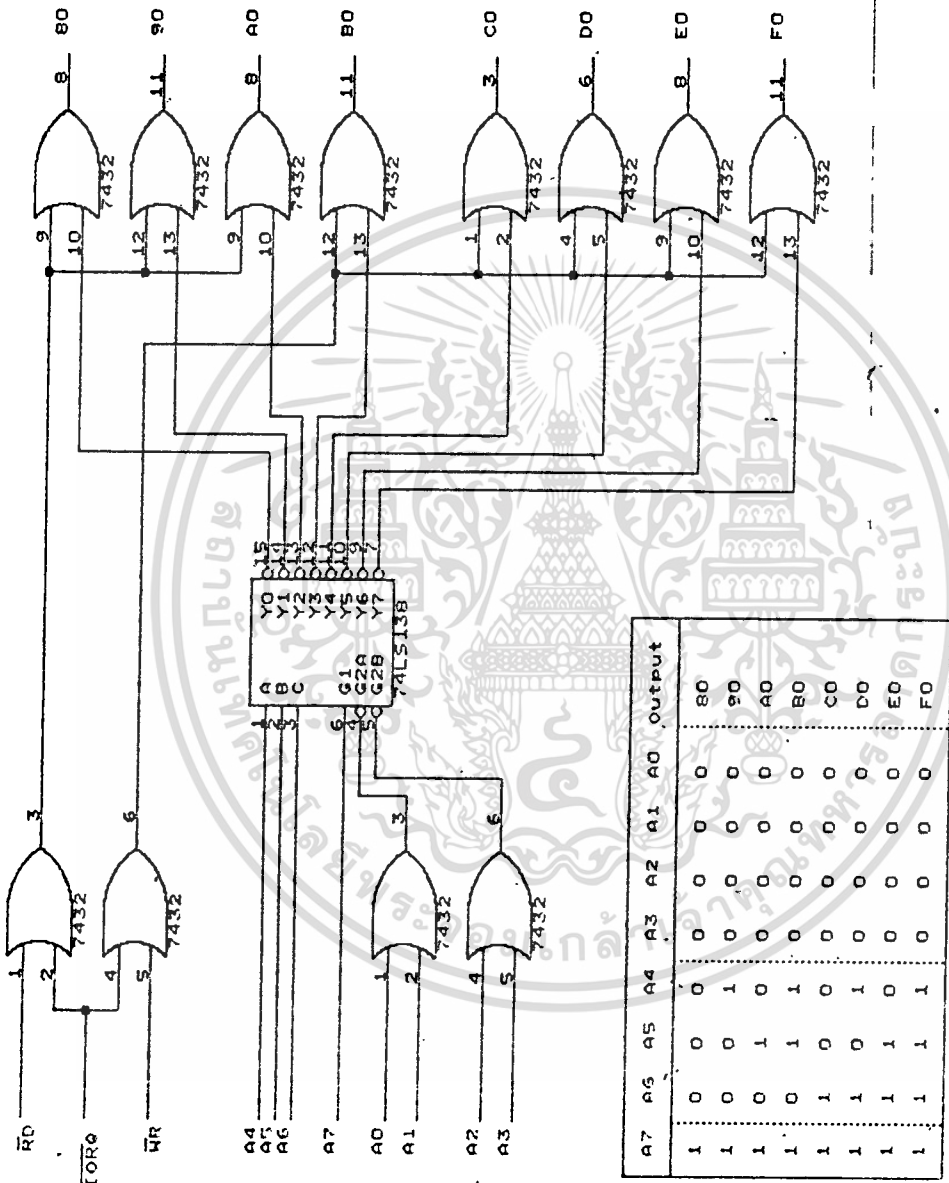 RD
IORQ
WR
1
2
4
5
7432
7432
3
6
A4
A5
A6
A7
A0
A1
A2
A3
1
2
3
6
4
5
A
B
C
G1
G2A
G2B
Y0
Y1
Y2
Y3
Y4
Y5
Y6
Y7
74LS138
15
14
13
12
11
10
9
7
1
2
7432
3
4
5
7432
6
9
10
7432
8
80
12
13
7432
11
90
9
10
7432
8
A0
12
13
7432
11
B0
1
2
7432
3
C0
4
5
7432
6
D0
9
10
7432
8
E0
12
13
7432
11
F0
A7 A6 A5 A4 A3 A2 A1 A0 output
1 0 0 0 0 0 0 0 80
1 0 0 1 0 0 0 0 90
1 0 1 0 0 0 0 0 A0
1 0 1 1 0 0 0 0 B0
1 1 0 0 0 0 0 0 C0
1 1 0 1 0 0 0 0 D0
1 1 1 0 0 0 0 0 E0
1 1 1 1 0 0 0 0 F0